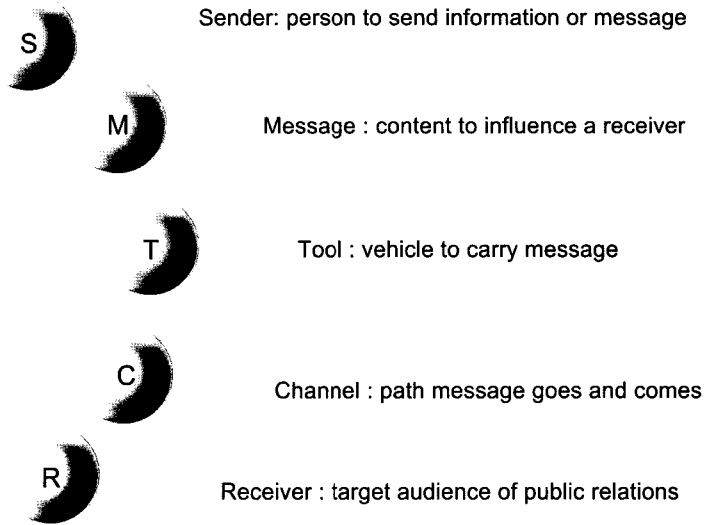 S
Sender: person to send information or message
M
Message : content to influence a receiver
T
Tool : vehicle to carry message
C
Channel : path message goes and comes
R
Receiver : target audience of public relations